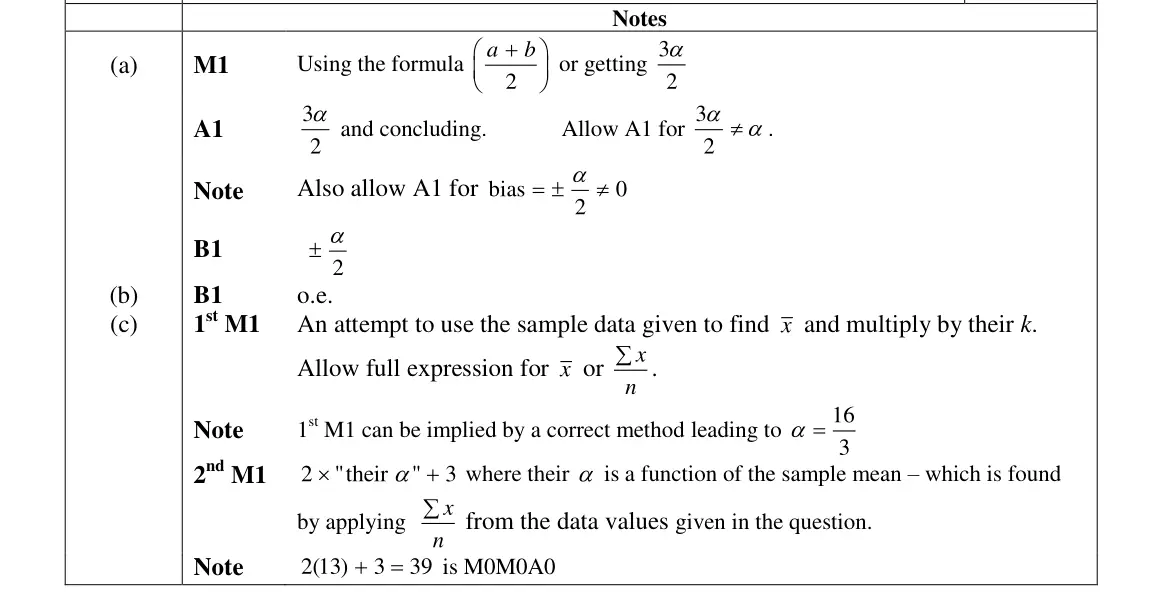 Notes
(a) M1 Using the formula ((a + b)/2) or getting 3α/2
A1 3α/2 and concluding. Allow A1 for 3α/2 ≠ α .
Note Also allow A1 for bias = ± α/2 ≠ 0
B1 ± α/2
(b) B1 o.e.
(c) 1st M1 An attempt to use the sample data given to find x̄ and multiply by their k.
Allow full expression for x̄ or ∑x/n .
Note 1st M1 can be implied by a correct method leading to α = 16/3
2nd M1 2 × "their α" + 3 where their α is a function of the sample mean – which is found
by applying ∑x/n from the data values given in the question.
Note 2(13) + 3 = 39 is M0M0A0